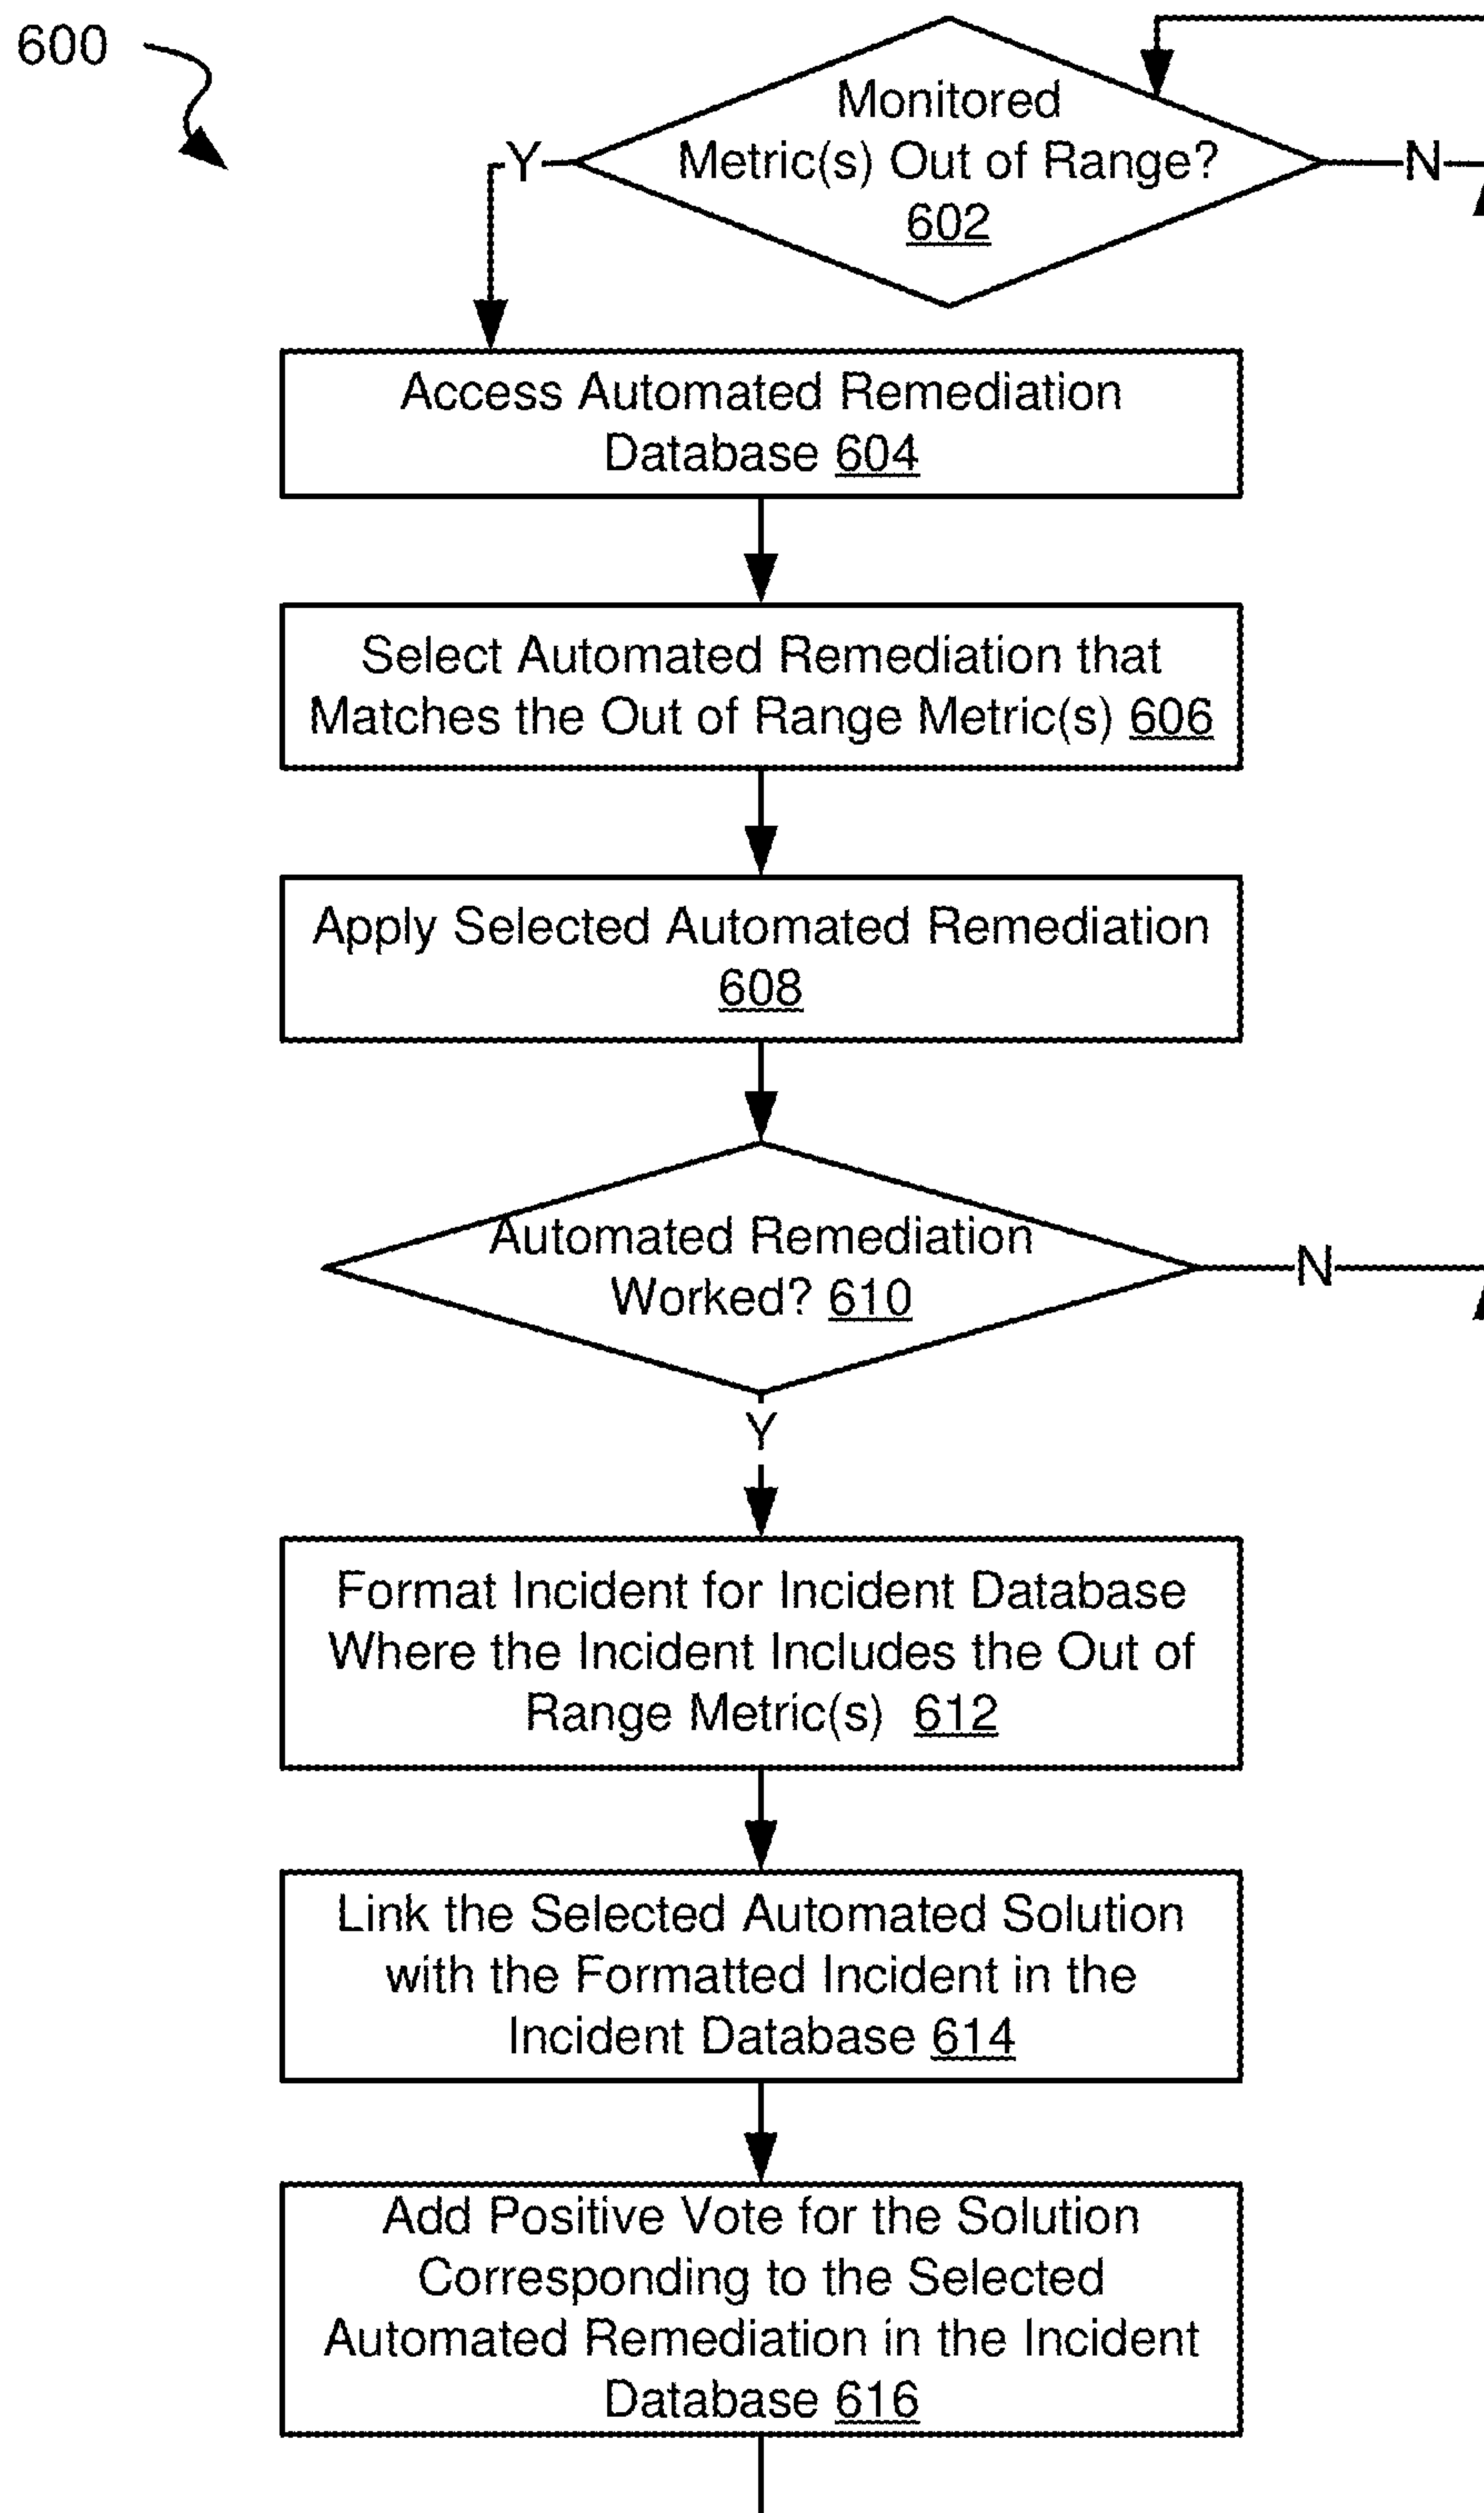 600
Monitored
Metric(s) Out of Range?
602
Y
N
Access Automated Remediation
Database 604
Select Automated Remediation that
Matches the Out of Range Metric(s) 606
Apply Selected Automated Remediation
608
Automated Remediation
Worked? 610
N
Y
Format Incident for Incident Database
Where the Incident Includes the Out of
Range Metric(s) 612
Link the Selected Automated Solution
with the Formatted Incident in the
Incident Database 614
Add Positive Vote for the Solution
Corresponding to the Selected
Automated Remediation in the Incident
Database 616